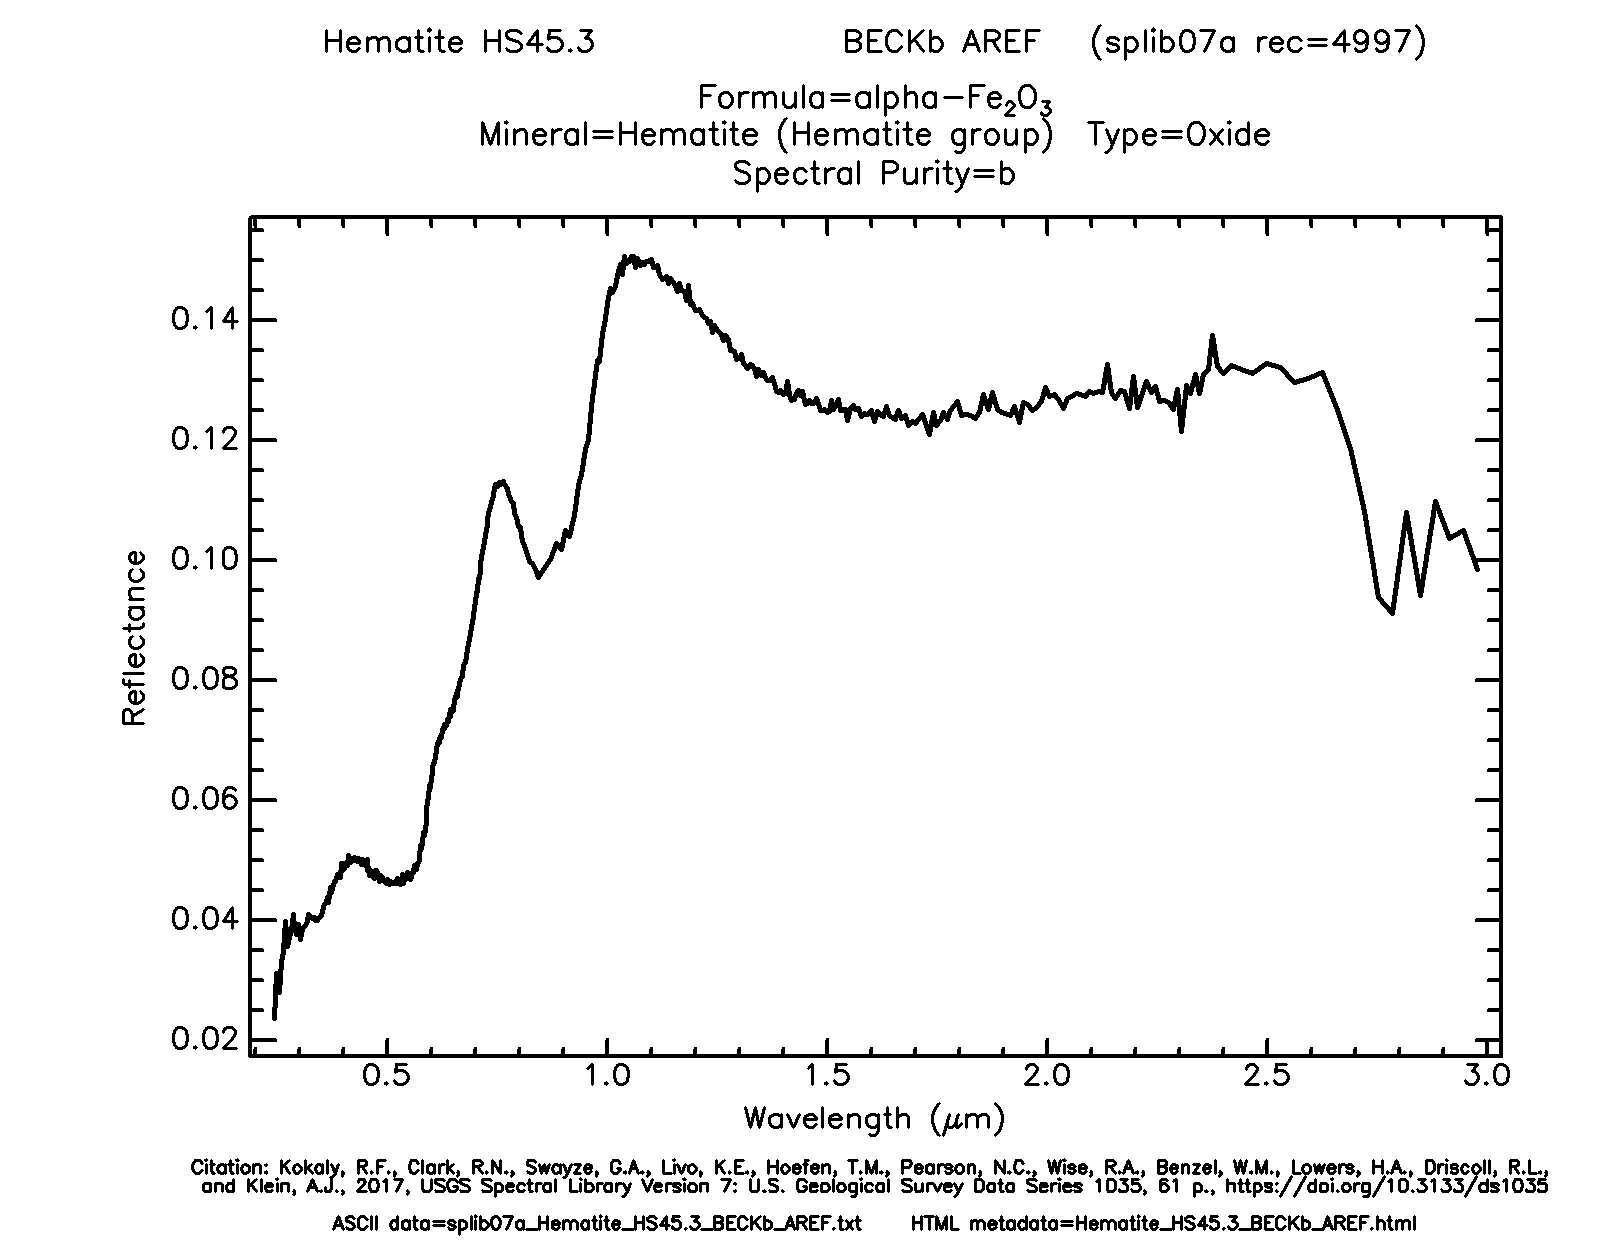 Hematite HS45.3 BECKb AREF (splib07a rec=4997)
Formula=alpha-Fe2O3
Mineral=Hematite (Hematite group) Type=Oxide
Spectral Purity=b
0.14
0.12
0.10
0.08
0.06
0.04
0.02
Reflectance
0.5 1.0 1.5 2.0 2.5 3.0
Wavelength (μm)
Citation: Kokaly, R.F., Clark, R.N., Swayze, G.A., Livo, K.E., Hoefen, T.M., Pearson, N.C., Wise, R.A., Benzel, W.M., Lowers, H.A., Driscoll, R.L.,
and Klein, A.J., 2017, USGS Spectral Library Version 7: U.S. Geological Survey Data Series 1035, 61 p., https://doi.org/10.3133/ds1035
ASCII data=splib07a_Hematite_HS45.3_BECKb_AREF.txt HTML metadata=Hematite_HS45.3_BECKb_AREF.html